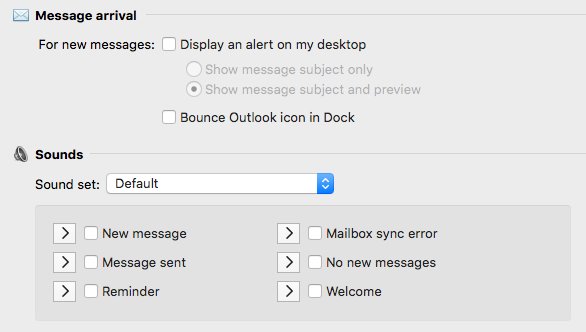 Message arrival
For new messages: Display an alert on my desktop
Show message subject only
Show message subject and preview
Bounce Outlook icon in Dock
Sounds
Sound set: Default
New message Mailbox sync error
Message sent No new messages
Reminder Welcome